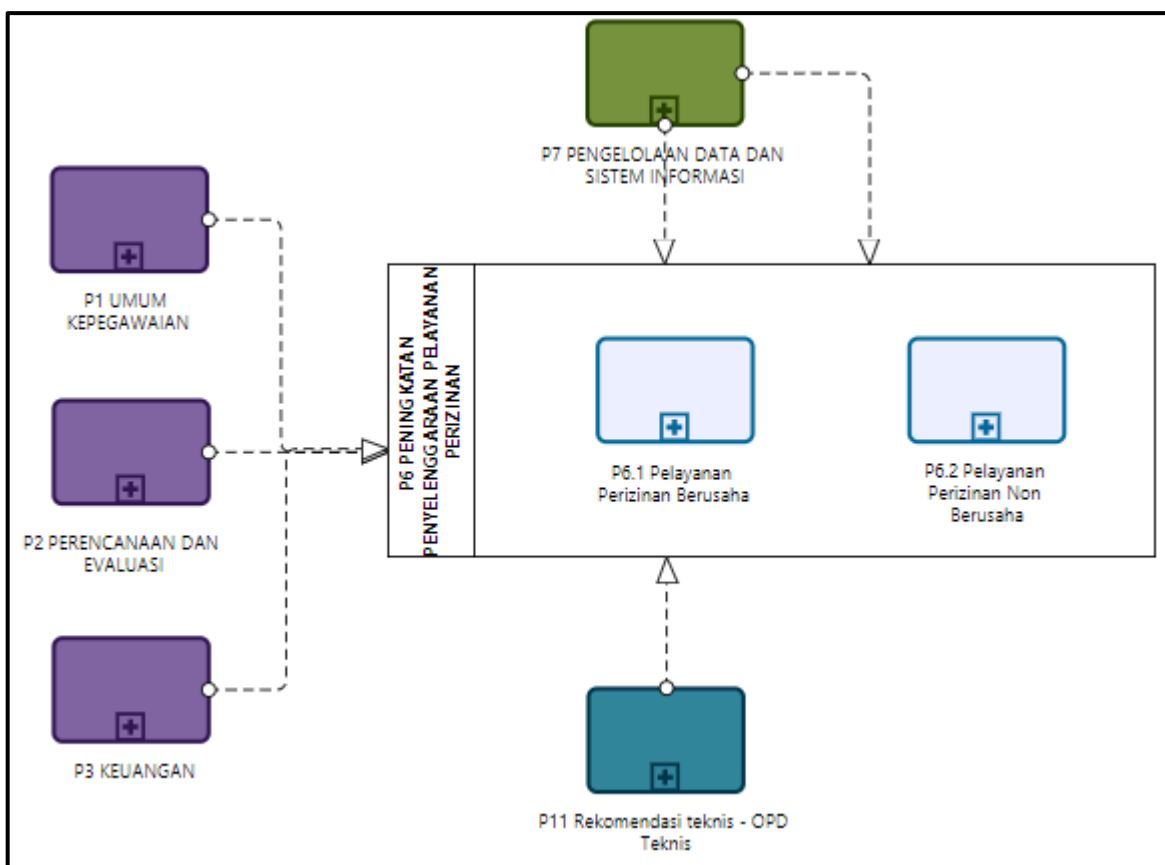 P7 PENGELOLAAN DATA DAN
SISTEM INFORMASI
P1 UMUM
KEPEGAWAIAN
P6 PENINGKATAN
PENYELENGGARAAN PELAYANAN
PERIZINAN
P6.1 Pelayanan
Perizinan Berusaha
P6.2 Pelayanan
Perizinan Non
Berusaha
P2 PERENCANAAN DAN
EVALUASI
P3 KEUANGAN
P11 Rekomendasi teknis - OPD
Teknis